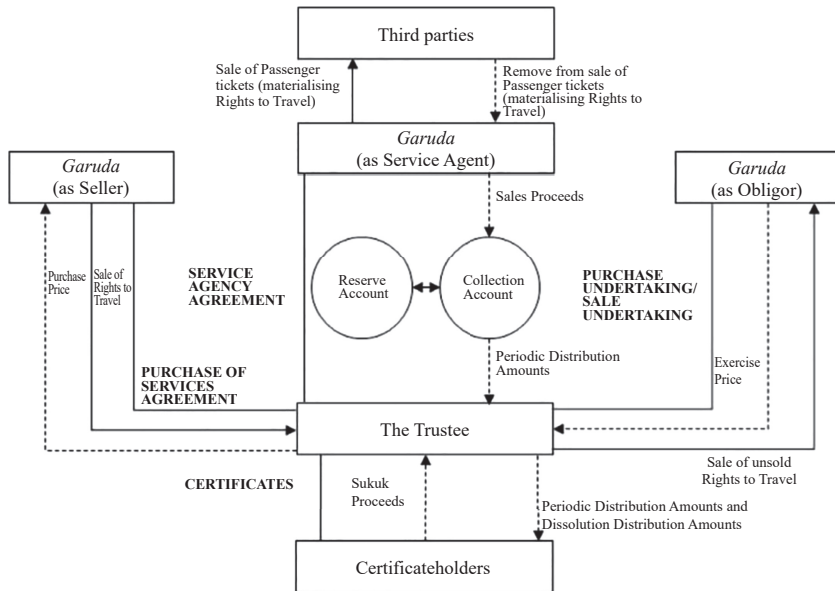 Third parties
Sale of Passenger
tickets (materialising
Rights to Travel)
Remove from sale of
Passenger tickets
(materialising Rights to
Travel)
Garuda
(as Service Agent)
Garuda
(as Seller)
Garuda
(as Obligor)
Sales Proceeds
Purchase
Price
Sale of
Rights to
Travel
SERVICE
AGENCY
AGREEMENT
Reserve
Account
Collection
Account
PURCHASE
UNDERTAKING/
SALE
UNDERTAKING
Periodic Distribution
Amounts
Exercise
Price
PURCHASE OF
SERVICES
AGREEMENT
The Trustee
CERTIFICATES
Sukuk
Proceeds
Periodic Distribution Amounts and
Dissolution Distribution Amounts
Sale of unsold
Rights to Travel
Certificateholders